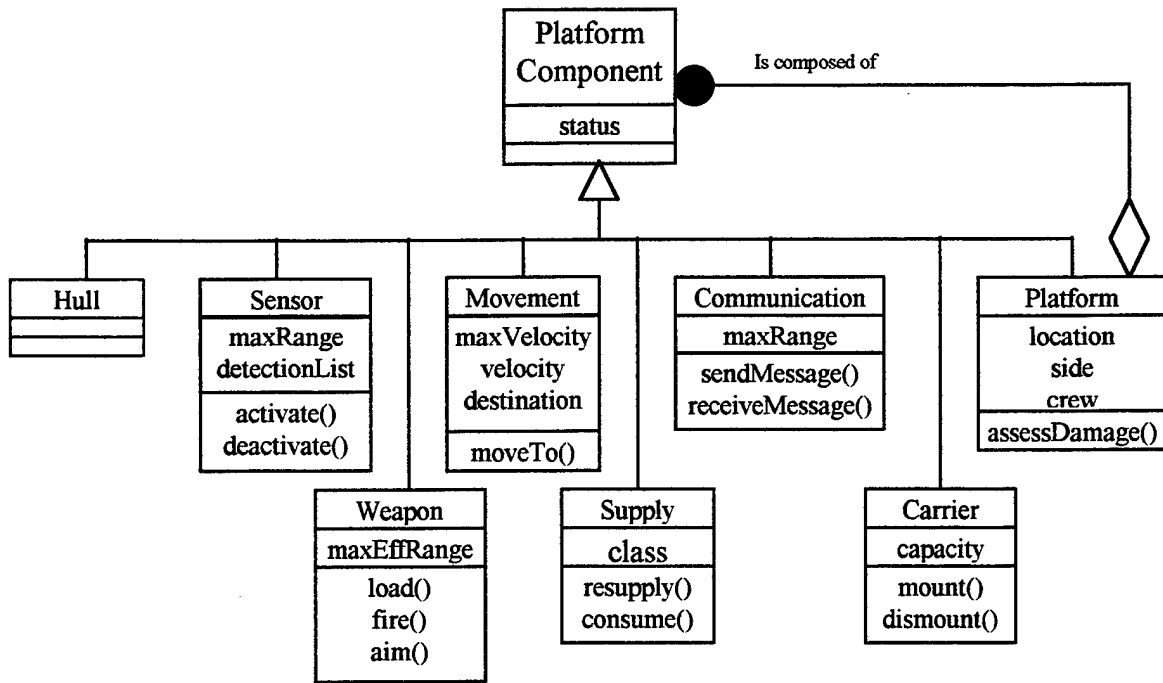 Platform
Component
status
Is composed of
Hull
Sensor
maxRange
detectionList
activate()
deactivate()
Movement
maxVelocity
velocity
destination
moveTo()
Communication
maxRange
sendMessage()
receiveMessage()
Platform
location
side
crew
assessDamage()
Weapon
maxEffRange
load()
fire()
aim()
Supply
class
resupply()
consume()
Carrier
capacity
mount()
dismount()